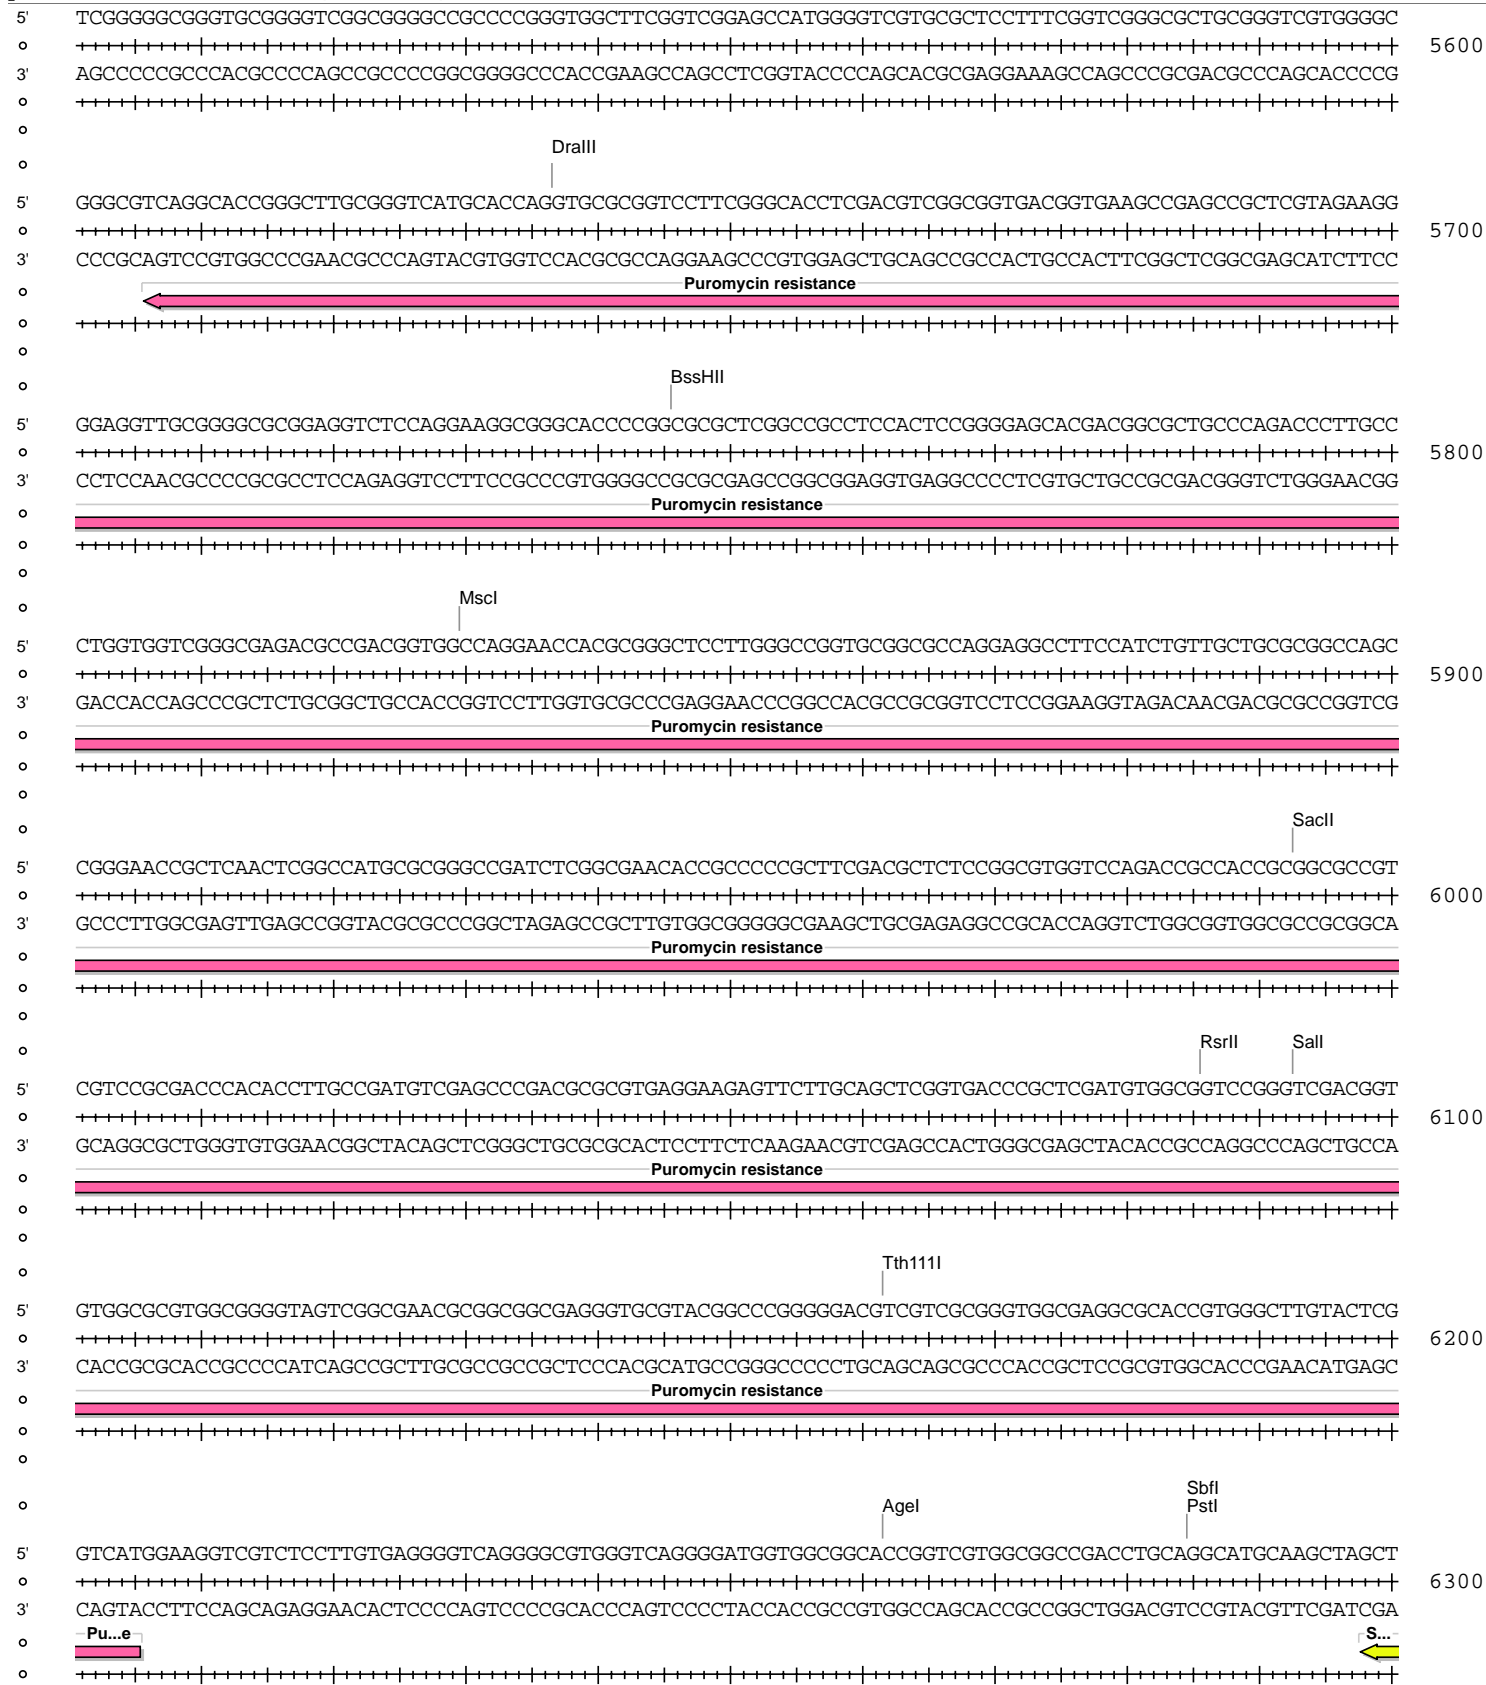 5' TCGGGGGCGGGTGCGGGGTCGGCGGGGCCGCCCCGGGTGGCTTCGGTCGGAGCCATGGGGTCGTGCGCTCCTTTCGGTCGGGCGCTGCGGGTCGTGGGGC
5600
3' AGCCCCCGCCCACGCCCCAGCCGCCCCGGCGGGGCCCACCGAAGCCAGCCTCGGTACCCCAGCACGCGAGGAAAGCCAGCCCGCGACGCCCAGCACCCCG
DraIII
5' GGGCGTCAGGCACCGGGCTTGCGGGTCATGCACCAGGTGCGCGGTCCTTCGGGCACCTCGACGTCGGCGGTGACGGTGAAGCCGAGCCGCTCGTAGAAGG
5700
3' CCCGCAGTCCGTGGCCCGAACGCCCAGTACGTGGTCCACGCGCCAGGAAGCCCGTGGAGCTGCAGCCGCCACTGCCACTTCGGCTCGGCGAGCATCTTCC
Puromycin resistance
BssHII
5' GGAGGTTGCGGGGCGCGGAGGTCTCCAGGAAGGCGGGCACCCCGGCGCGCTCGGCCGCCTCCACTCCGGGGAGCACGACGGCGCTGCCCAGACCCTTGCC
5800
3' CCTCCAACGCCCCGCGCCTCCAGAGGTCCTTCCGCCCGTGGGGCCGCGCGAGCCGGCGGAGGTGAGGCCCCTCGTGCTGCCGCGACGGGTCTGGGAACGG
Puromycin resistance
MscI
5' CTGGTGGTCGGGCGAGACGCCGACGGTGGCCAGGAACCACGCGGGCTCCTTGGGCCGGTGCGGCGCCAGGAGGCCTTCCATCTGTTGCTGCGCGGCCAGC
5900
3' GACCACCAGCCCGCTCTGCGGCTGCCACCGGTCCTTGGTGCGCCCGAGGAACCCGGCCACGCCGCGGTCCTCCGGAAGGTAGACAACGACGCGCCGGTCG
Puromycin resistance
SacII
5' CGGGAACCGCTCAACTCGGCCATGCGCGGGCCGATCTCGGCGAACACCGCCCCCGCTTCGACGCTCTCCGGCGTGGTCCAGACCGCCACCGCGGCGCCGT
6000
3' GCCCTTGGCGAGTTGAGCCGGTACGCGCCCGGCTAGAGCCGCTTGTGGCGGGGGCGAAGCTGCGAGAGGCCGCACCAGGTCTGGCGGTGGCGCCGCGGCA
Puromycin resistance
RsrII SalI
5' CGTCCGCGACCCACACCTTGCCGATGTCGAGCCCGACGCGCGTGAGGAAGAGTTCTTGCAGCTCGGTGACCCGCTCGATGTGGCGGTCCGGGTCGACGGT
6100
3' GCAGGCGCTGGGTGTGGAACGGCTACAGCTCGGGCTGCGCGCACTCCTTCTCAAGAACGTCGAGCCACTGGGCGAGCTACACCGCCAGGCCCAGCTGCCA
Puromycin resistance
Tth111I
5' GTGGCGCGTGGCGGGGTAGTCGGCGAACGCGGCGGCGAGGGTGCGTACGGCCCGGGGGACGTCGTCGCGGGTGGCGAGGCGCACCGTGGGCTTGTACTCG
6200
3' CACCGCGCACCGCCCCATCAGCCGCTTGCGCCGCCGCTCCCACGCATGCCGGGCCCCCTGCAGCAGCGCCCACCGCTCCGCGTGGCACCCGAACATGAGC
Puromycin resistance
SbfI
AgeI PstI
5' GTCATGGAAGGTCGTCTCCTTGTGAGGGGTCAGGGGCGTGGGTCAGGGGATGGTGGCGGCACCGGTCGTGGCGGCCGACCTGCAGGCATGCAAGCTAGCT
6300
3' CAGTACCTTCCAGCAGAGGAACACTCCCCAGTCCCCGCACCCAGTCCCCTACCACCGCCGTGGCCAGCACCGCCGGCTGGACGTCCGTACGTTCGATCGA
Pu...e S...